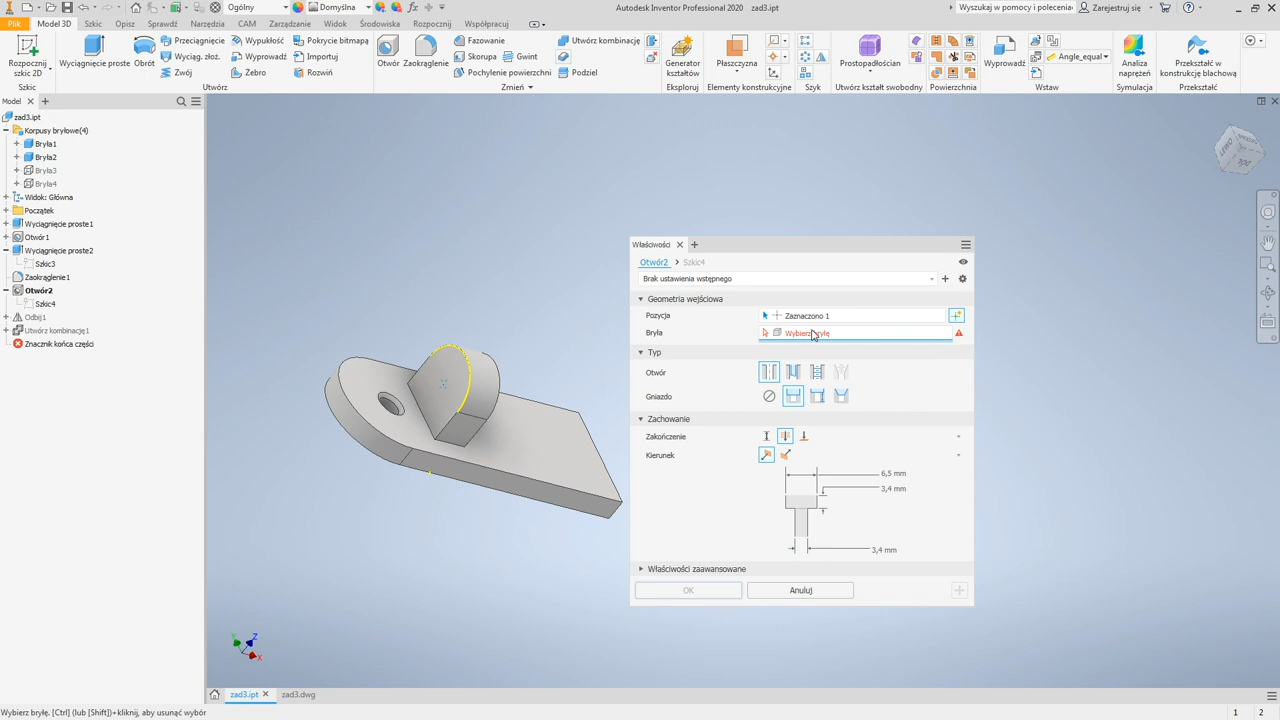 Ogólny
Domyślna
Autodesk Inventor Professional 2020 zad3.ipt
Wyszukaj w pomocy i poleceniach
Zarejestruj się
Plik
Model 3D
Szkic
Opisz
Sprawdź
Narzędzia
CAM
Zarządzanie
Widok
Środowiska
Rozpocznij
Współpracuj
Rozpocznij szkic 2D
Wyciągnięcie proste
Obrót
Przeciągnięcie
Wyciąg. złoż.
Zwój
Wypukłość
Wprowadź
Żebro
Pokrycie bitmapą
Importuj
Rozwiń
Utwórz
Otwór
Zaokrąglenie
Fazowanie
Skorupa
Gwint
Pochylenie powierzchni
Utwórz kombinację
Podziel
Zmień
Generator kształtów
Eksploruj
Płaszczyzna
Elementy konstrukcyjne
Szyk
Prostopadłościan
Utwórz kształt swobodny
Powierzchnia
Wprowadź
Angle_equal
Wstaw
Analiza naprężeń
Symulacja
Przekształć w konstrukcję blachową
Przekształć
Model
zad3.ipt
Korpusy bryłowe(4)
Bryła1
Bryła2
Bryła3
Bryła4
Widok: Główna
Początek
Wyciągnięcie proste1
Otwór1
Wyciągnięcie proste2
Szkic3
Zaokrąglenie1
Otwór2
Szkic4
Odbij1
Utwórz kombinację1
Znacznik końca części
Właściwości
Otwór2 > Szkic4
Brak ustawienia wstępnego
Geometria wejściowa
Pozycja
Zaznaczono 1
Bryła
Wybierz bryłę
Typ
Otwór
Gniazdo
Zachowanie
Zakończenie
Kierunek
6,5 mm
3,4 mm
3,4 mm
Właściwości zaawansowane
OK
Anuluj
X
Z
zad3.ipt
zad3.dwg
Wybierz bryłę. [Ctrl] (lub [Shift])+kliknij, aby usunąć wybór
1
2